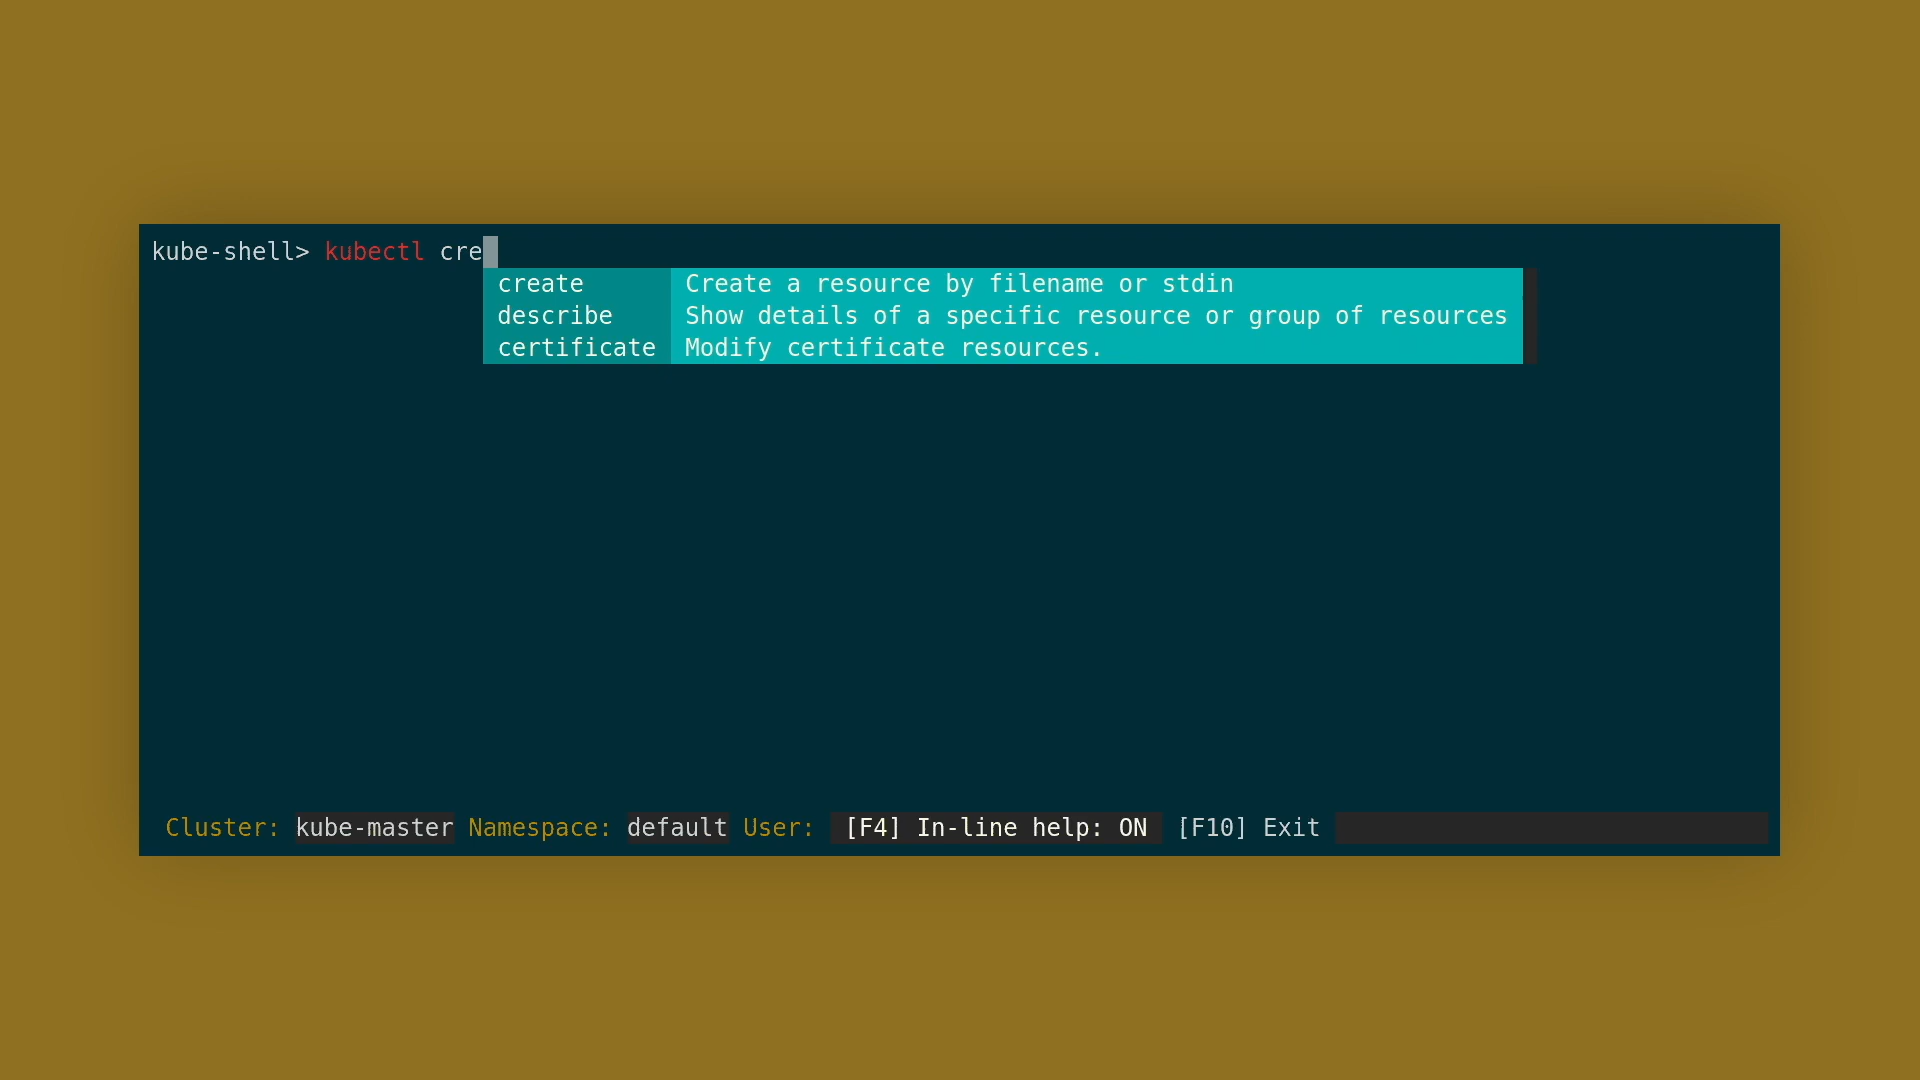 kube-shell> kubectl cre
create Create a resource by filename or stdin
describe Show details of a specific resource or group of resources
certificate Modify certificate resources.
Cluster: kube-master Namespace: default User: [F4] In-line help: ON [F10] Exit